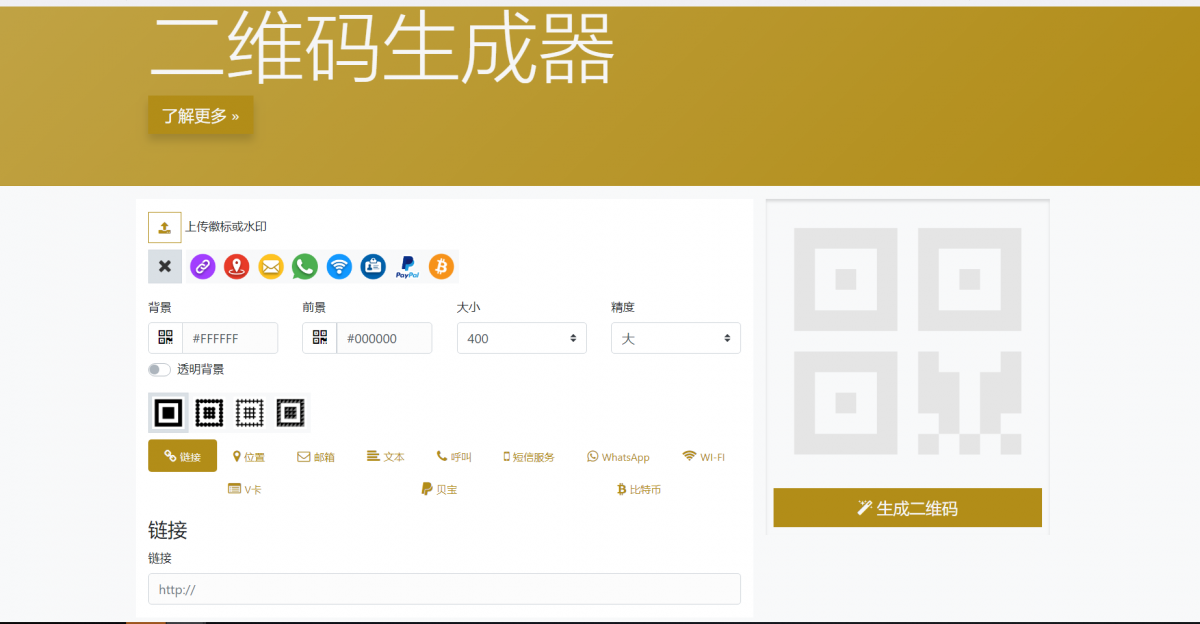 二维码生成器
了解更多 »
上传徽标或水印
PayPal
背景 前景 大小 精度
#FFFFFF #000000 400 大
透明背景
链接 位置 邮箱 文本 呼叫 短信服务 WhatsApp WI-FI
V卡 贝宝 比特币
生成二维码
链接
链接
http://